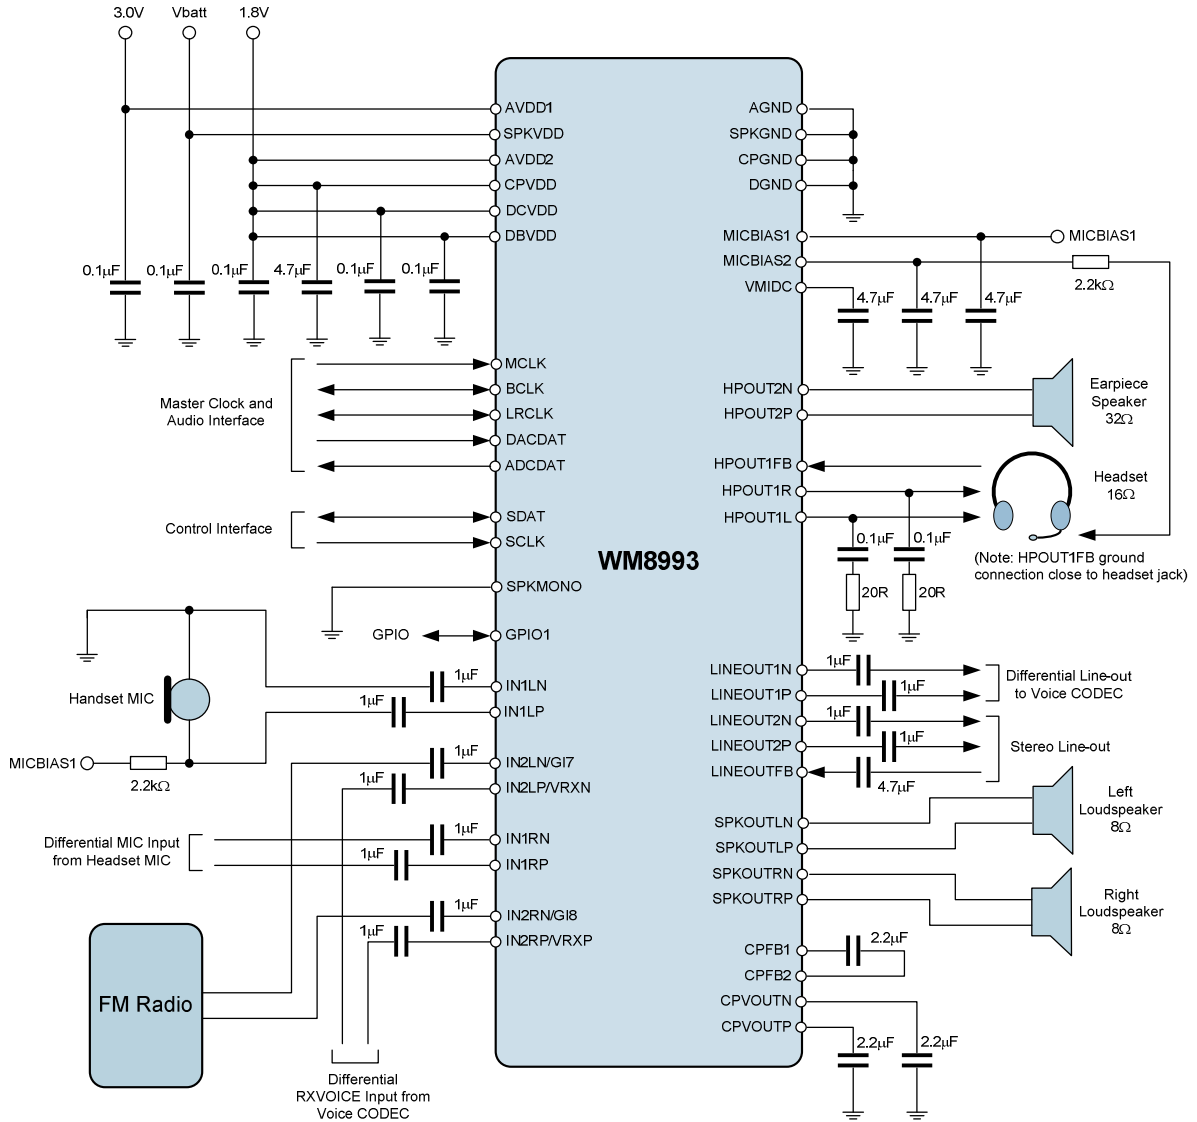 3.0V
Vbatt
1.8V
AVDD1
SPKVDD
AVDD2
CPVDD
DCVDD
DBVDD
0.1µF
0.1µF
0.1µF
4.7µF
0.1µF
0.1µF
Master Clock and
Audio Interface
MCLK
BCLK
LRCLK
DACDAT
ADCDAT
Control Interface
SDAT
SCLK
SPKMONO
GPIO
GPIO1
Handset MIC
1µF
IN1LN
1µF
IN1LP
MICBIAS1
2.2kΩ
1µF
IN2LN/GI7
1µF
IN2LP/VRXN
Differential MIC Input
from Headset MIC
1µF
IN1RN
1µF
IN1RP
1µF
IN2RN/GI8
1µF
IN2RP/VRXP
FM Radio
Differential
RXVOICE Input from
Voice CODEC
WM8993
AGND
SPKGND
CPGND
DGND
MICBIAS1
MICBIAS1
MICBIAS2
2.2kΩ
VMIDC
4.7µF
4.7µF
4.7µF
HPOUT2N
HPOUT2P
Earpiece
Speaker
32Ω
HPOUT1FB
HPOUT1R
HPOUT1L
Headset
16Ω
0.1µF
0.1µF
20R
20R
(Note: HPOUT1FB ground
connection close to headset jack)
LINEOUT1N
1µF
LINEOUT1P
1µF
Differential Line-out
to Voice CODEC
LINEOUT2N
1µF
LINEOUT2P
1µF
LINEOUTFB
4.7µF
Stereo Line-out
SPKOUTLN
SPKOUTLP
Left
Loudspeaker
8Ω
SPKOUTRN
SPKOUTRP
Right
Loudspeaker
8Ω
CPFB1
2.2µF
CPFB2
CPVOUTN
CPVOUTP
2.2µF
2.2µF